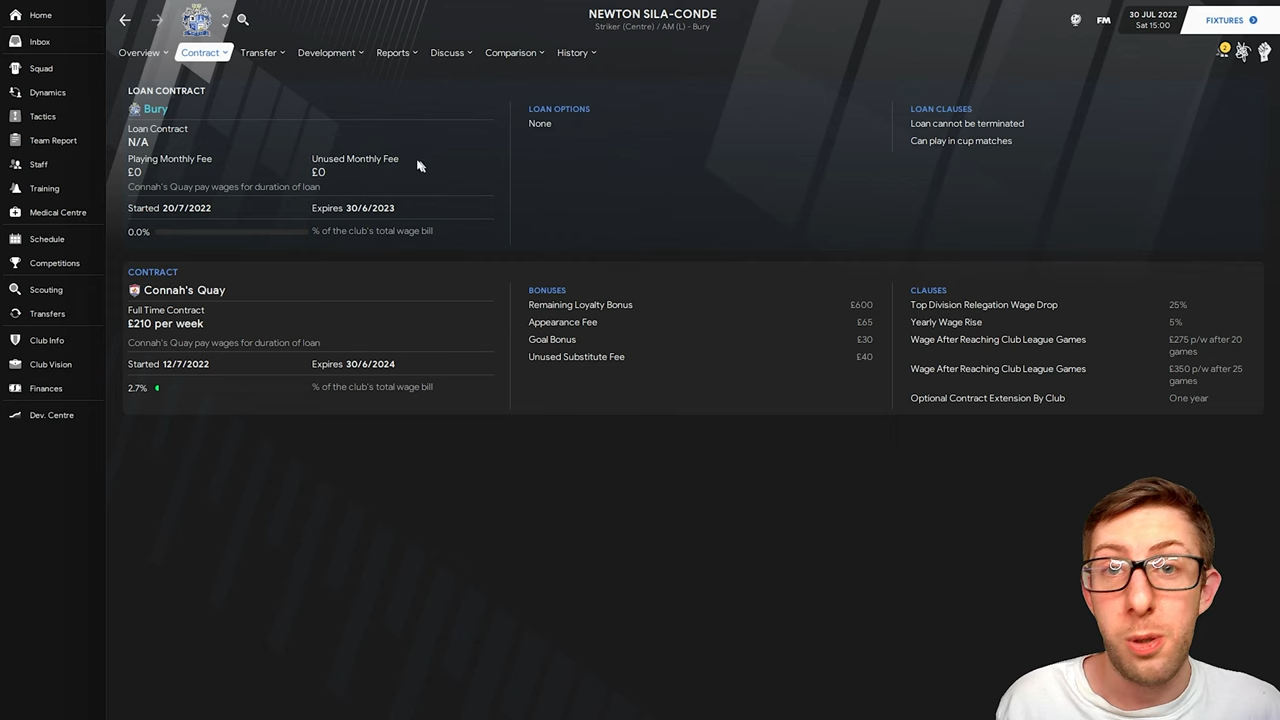 Home
Inbox
Squad
Dynamics
Tactics
Team Report
Staff
Training
Medical Centre
Schedule
Competitions
Scouting
Transfers
Club Info
Club Vision
Finances
Dev. Centre
NEWTON SILA-CONDE
Striker (Centre) / AM (L) - Bury
FM
30 JUL 2022
Sat 15:00
FIXTURES
2
Overview
Contract
Transfer
Development
Reports
Discuss
Comparison
History
LOAN CONTRACT
Bury
Loan Contract
N/A
Playing Monthly Fee
£0
Unused Monthly Fee
£0
Connah's Quay pay wages for duration of loan
Started 20/7/2022
Expires 30/6/2023
0.0%
% of the club's total wage bill
LOAN OPTIONS
None
LOAN CLAUSES
Loan cannot be terminated
Can play in cup matches
CONTRACT
Connah's Quay
Full Time Contract
£210 per week
Connah's Quay pay wages for duration of loan
Started 12/7/2022
Expires 30/6/2024
2.7%
% of the club's total wage bill
BONUSES
Remaining Loyalty Bonus £600
Appearance Fee £65
Goal Bonus £30
Unused Substitute Fee £40
CLAUSES
Top Division Relegation Wage Drop 25%
Yearly Wage Rise 5%
Wage After Reaching Club League Games £275 p/w after 20
games
Wage After Reaching Club League Games £350 p/w after 25
games
Optional Contract Extension By Club One year